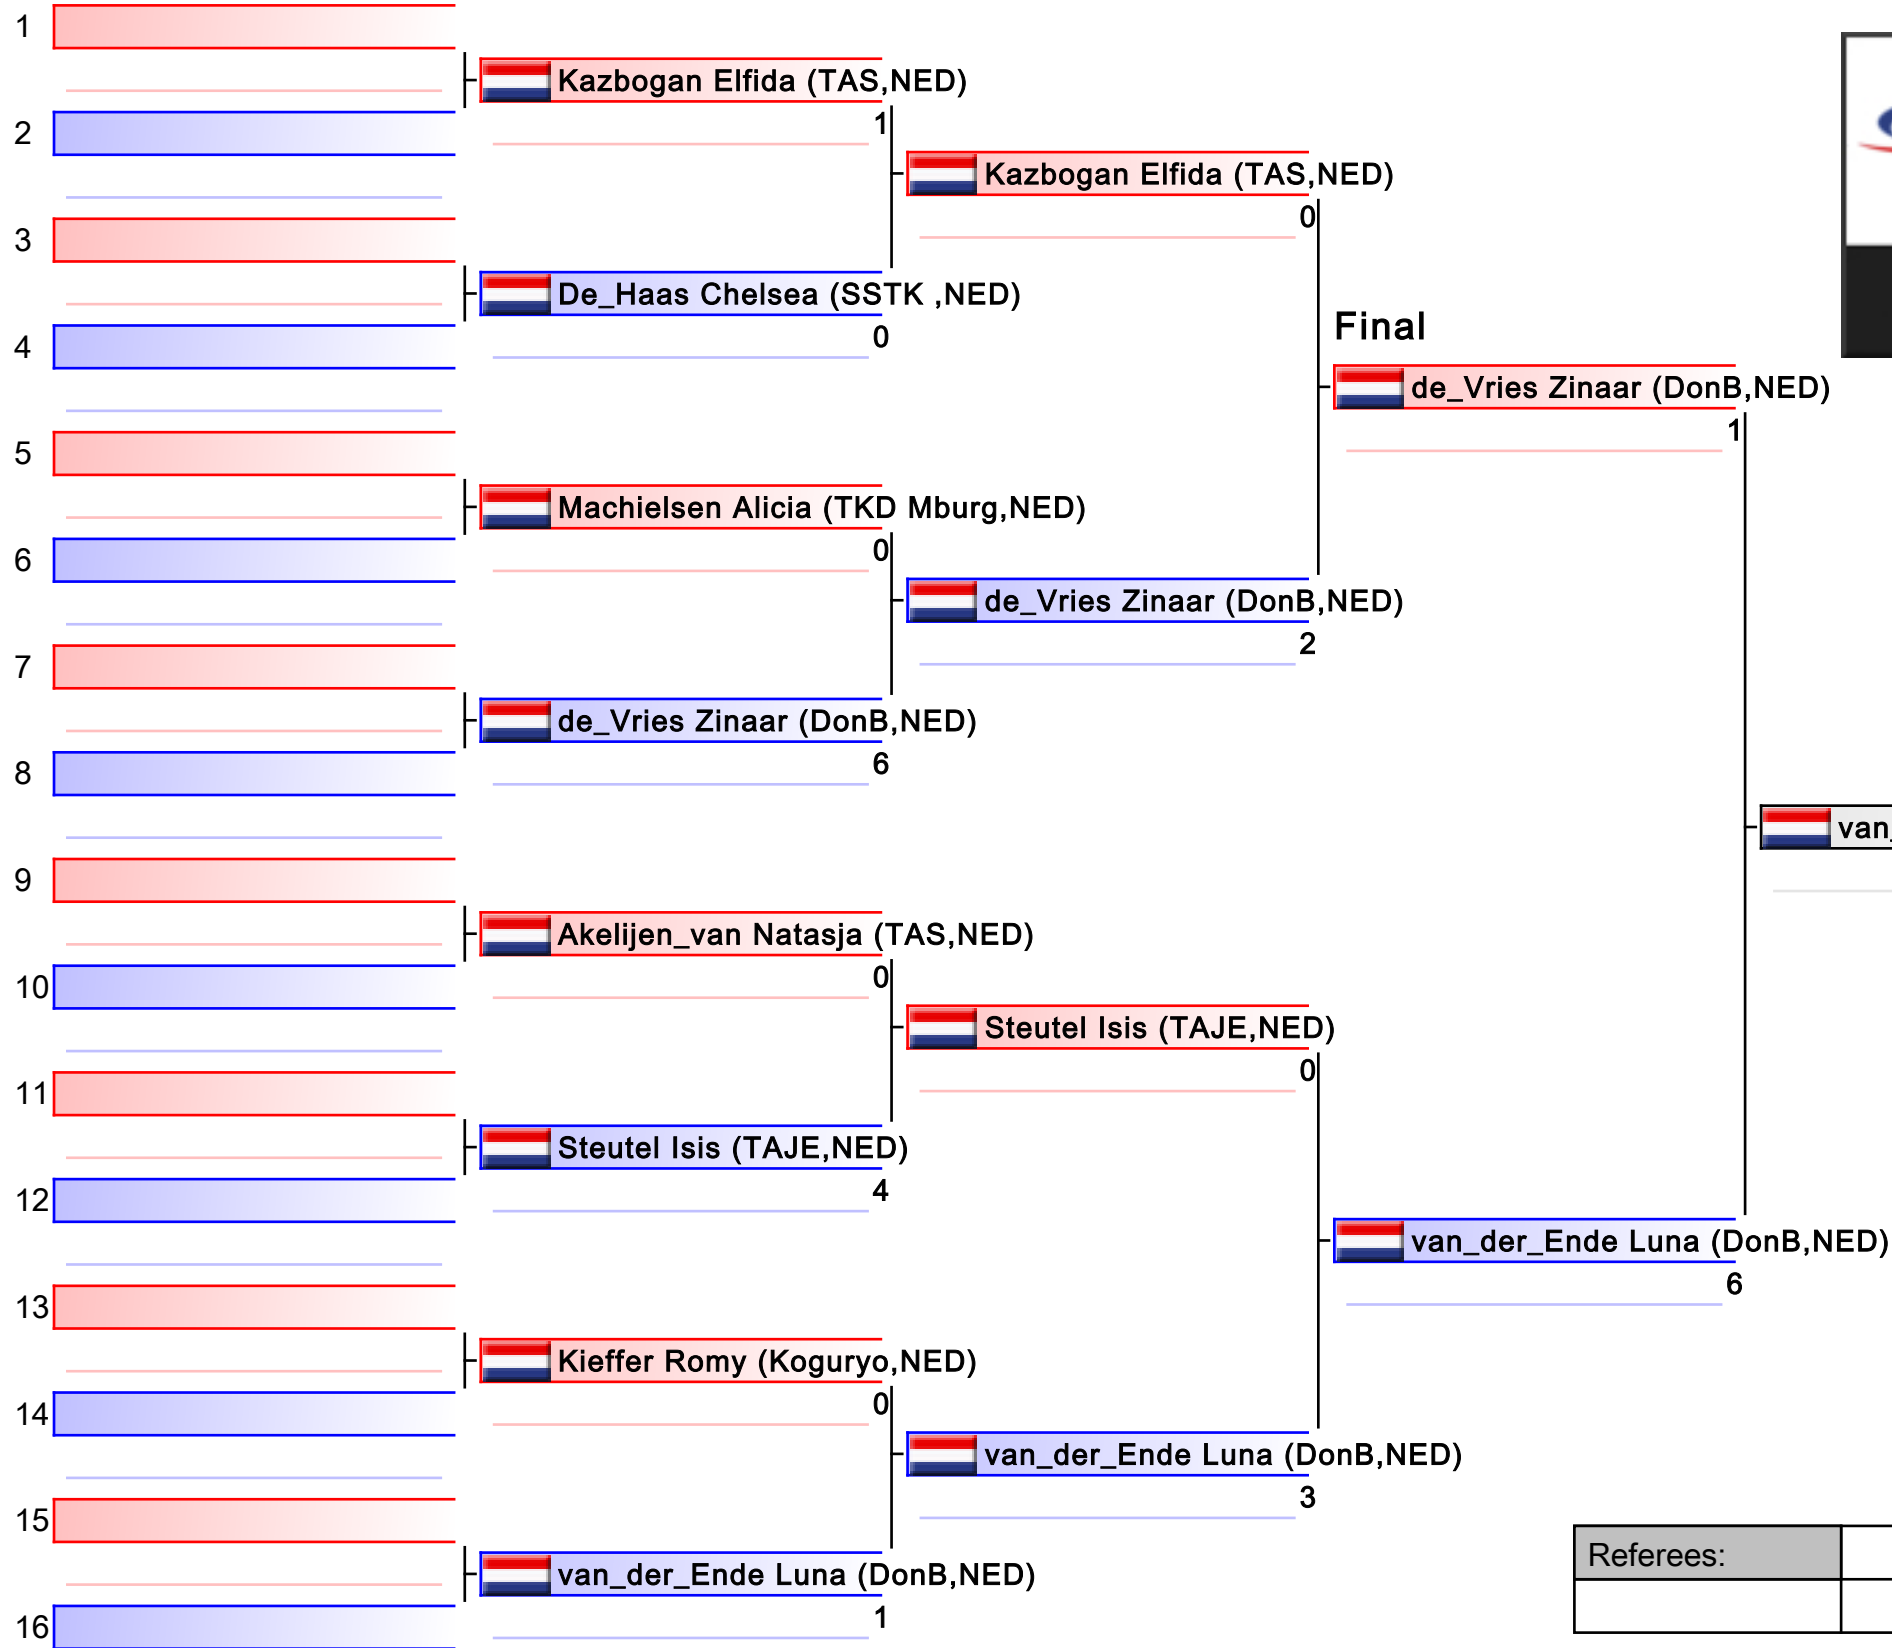 1
Kazbogan Elfida (TAS,NED)
1
2
Kazbogan Elfida (TAS,NED)
0
3
De_Haas Chelsea (SSTK ,NED)
0
4
Final
de_Vries Zinaar (DonB,NED)
1
5
Machielsen Alicia (TKD Mburg,NED)
0
6
de_Vries Zinaar (DonB,NED)
2
7
de_Vries Zinaar (DonB,NED)
6
8
van_
9
Akelijen_van Natasja (TAS,NED)
0
10
Steutel Isis (TAJE,NED)
0
11
Steutel Isis (TAJE,NED)
4
12
van_der_Ende Luna (DonB,NED)
6
13
Kieffer Romy (Koguryo,NED)
0
14
van_der_Ende Luna (DonB,NED)
3
15
Referees:
van_der_Ende Luna (DonB,NED)
1
16